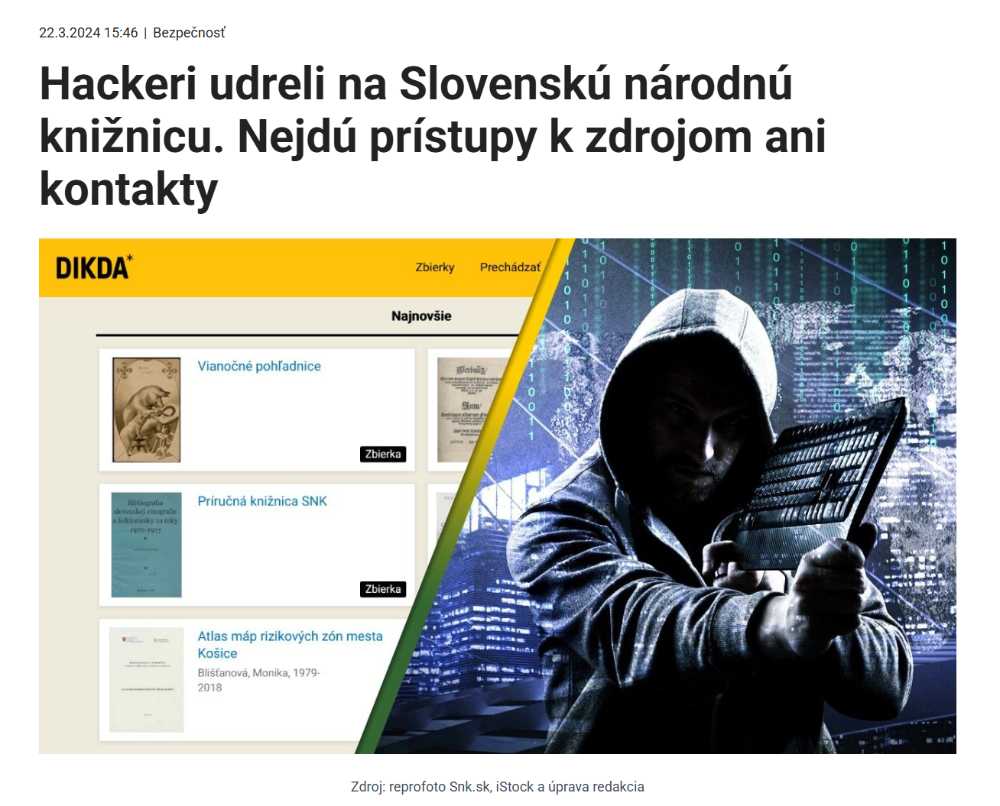 22.3.2024 15:46 | Bezpečnosť
Hackeri udreli na Slovenskú národnú
knižnicu. Nejdú prístupy k zdrojom ani
kontakty
DIKDA*
Zbierky Prechádzať
Najnovšie
Vianočné pohľadnice
Zbierka
Príručná knižnica SNK
Bibliografia
slovenskej etnografie
a folkloristiky za roky
1970-1975
Zbierka
Atlas máp rizikových zón mesta
Košice
Blišťanová, Monika, 1979-
2018
Zdroj: reprofoto Snk.sk, iStock a úprava redakcia